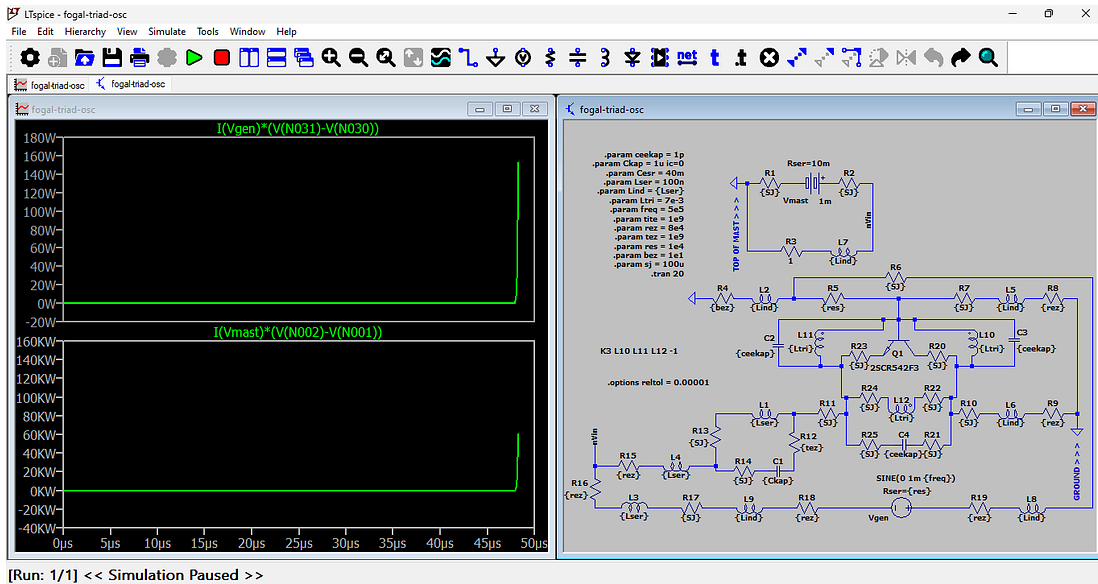 LTspice - fogal-triad-osc
File Edit Hierarchy View Simulate Tools Window Help
net t .t
fogal-triad-osc fogal-triad-osc
fogal-triad-osc
I(Vgen)*(V(N031)-V(N030))
180W
160W
140W
120W
100W
80W
60W
40W
20W
0W
-20W
I(Vmast)*(V(N002)-V(N001))
160KW
140KW
120KW
100KW
80KW
60KW
40KW
20KW
0KW
-20KW
-40KW
0µs 5µs 10µs 15µs 20µs 25µs 30µs 35µs 40µs 45µs 50µs
fogal-triad-osc
.param ceekap = 1p
.param Ckap = 1u ic=0
.param Cesr = 40m
.param Lser = 100n
.param Lind = {Lser}
.param Ltri = 7e-3
.param freq = 5e5
.param tite = 1e9
.param rez = 8e4
.param tez = 1e9
.param res = 1e4
.param bez = 1e1
.param sj = 100u
.tran 20
Rser=10m
R1 R2
{SJ} {SJ}
Vmast 1m
nVin
TOP OF MAST > > > >
R3 L7
1 {Lind}
R6
{SJ}
R4 L2 R5 R7 L5 R8
{bez} {Lind} {res} {SJ} {Lind} {rez}
C2 L11 L10 C3
{ceekap} {Ltri} {Ltri} {ceekap}
R23 R20
{SJ} Q1 {SJ}
2SCR542F3
K3 L10 L11 L12 -1
.options reltol = 0.00001
R24 L12 R22
{SJ} {Ltri} {SJ}
L1 R11 R10 L6 R9
{Lser} {SJ} {SJ} {Lind} {rez}
R25 C4 R21
{SJ} {ceekap} {SJ}
R13 R12
{SJ} {tez}
nVin
R15 L4 R14 C1
{rez} {Lser} {SJ} {Ckap}
R16
{rez}
SINE(0 1m {freq})
Rser={res}
L3 R17 L9 R18 Vgen R19 L8
{Lser} {SJ} {Lind} {rez} {rez} {Lind}
GROUND > > > >
[Run: 1/1] << Simulation Paused >>